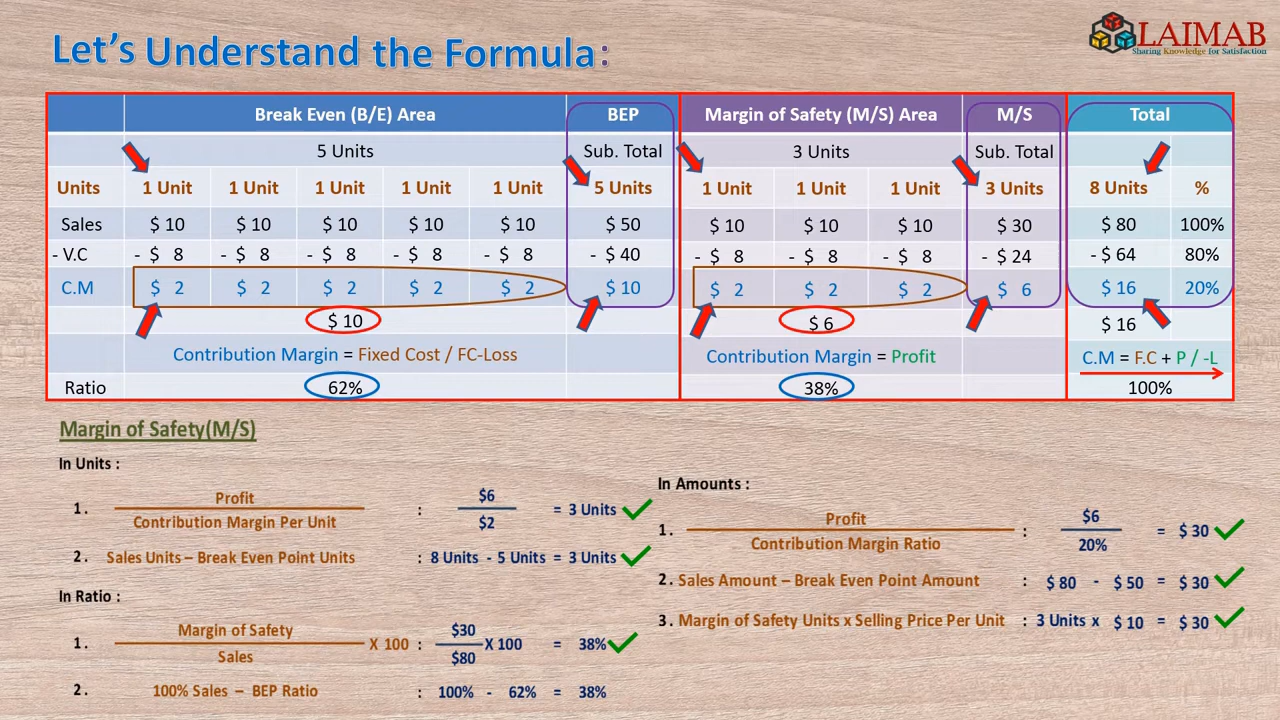 Let's Understand the Formula:
LAIMAB
Sharing Knowledge for Satisfaction
Break Even (B/E) Area BEP Margin of Safety (M/S) Area M/S Total
5 Units Sub. Total 3 Units Sub. Total
Units 1 Unit 1 Unit 1 Unit 1 Unit 1 Unit 5 Units 1 Unit 1 Unit 1 Unit 3 Units 8 Units %
Sales $ 10 $ 10 $ 10 $ 10 $ 10 $ 50 $ 10 $ 10 $ 10 $ 30 $ 80 100%
- V.C - $ 8 - $ 8 - $ 8 - $ 8 - $ 8 - $ 40 - $ 8 - $ 8 - $ 8 - $ 24 - $ 64 80%
C.M $ 2 $ 2 $ 2 $ 2 $ 2 $ 10 $ 2 $ 2 $ 2 $ 6 $ 16 20%
$ 10 $ 6 $ 16
Contribution Margin = Fixed Cost / FC-Loss Contribution Margin = Profit C.M = F.C + P / -L
Ratio 62% 38% 100%
Margin of Safety(M/S)
In Units :
1. Profit : $6 = 3 Units
Contribution Margin Per Unit $2
2. Sales Units – Break Even Point Units : 8 Units - 5 Units = 3 Units
In Ratio :
1. Margin of Safety X 100 : $30 X 100 = 38%
Sales $80
2. 100% Sales – BEP Ratio : 100% - 62% = 38%
In Amounts :
1. Profit : $6 = $ 30
Contribution Margin Ratio 20%
2. Sales Amount – Break Even Point Amount : $ 80 - $ 50 = $ 30
3. Margin of Safety Units x Selling Price Per Unit : 3 Units x $ 10 = $ 30